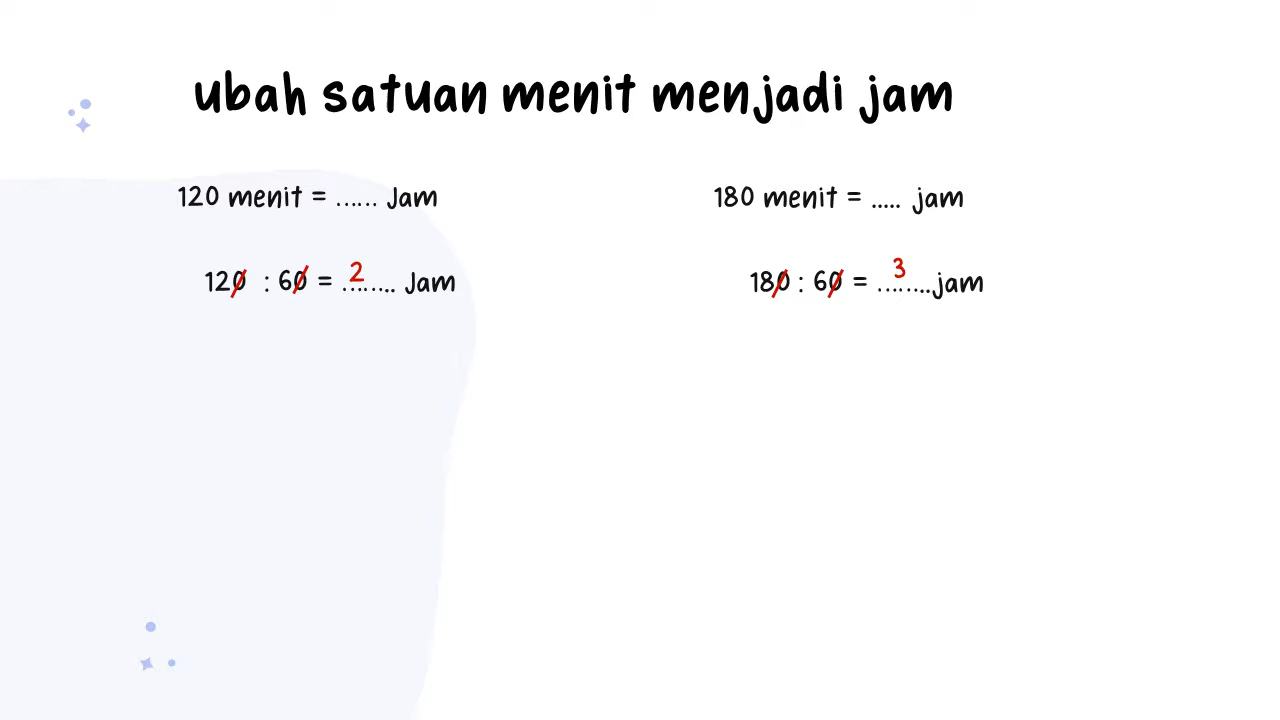 ubah satuan menit menjadi jam
120 menit = ...... Jam
180 menit = ..... jam
120 : 60 = 2 ........ Jam
180 : 60 = 3 ........jam